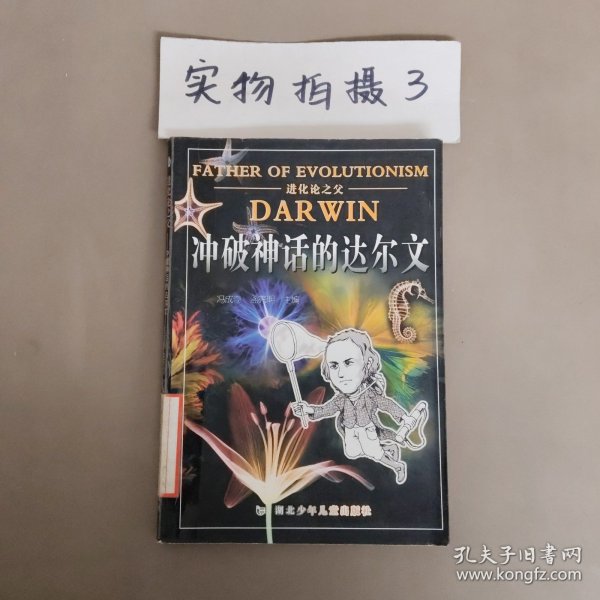 实物拍摄3
FATHER OF EVOLUTIONISM
进化论之父
DARWIN
冲破神话的达尔文
主编
湖北少年儿童出版社
孔夫子旧书网
www.kongfz.com